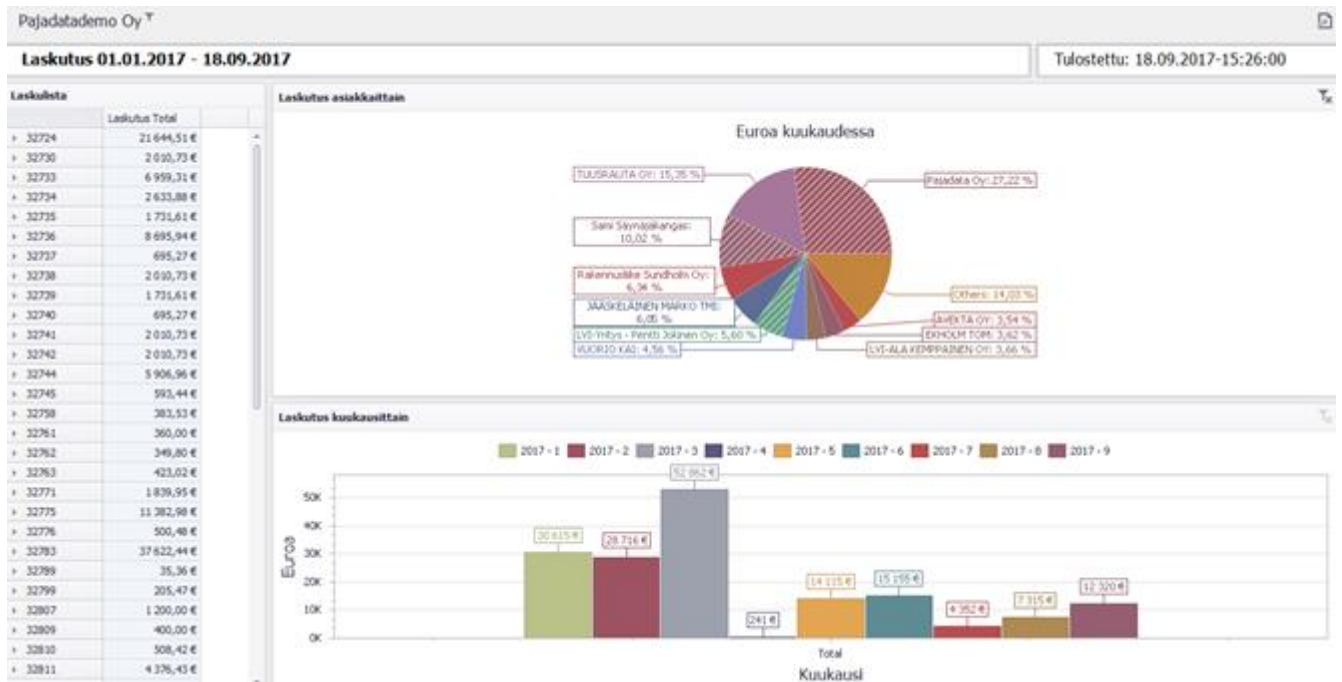 Pajadatademo Oy
Laskutus 01.01.2017 - 18.09.2017
Tulostettu: 18.09.2017-15:26:00
Laskulista
Laskutus Total
32724 21 644,51 €
32730 2 010,73 €
32733 6 959,31 €
32734 2 633,88 €
32735 1 731,61 €
32736 8 695,94 €
32737 695,27 €
32738 2 010,73 €
32739 1 731,61 €
32740 695,27 €
32741 2 010,73 €
32742 2 010,73 €
32744 5 906,96 €
32745 593,44 €
32758 383,53 €
32761 360,00 €
32762 349,80 €
32763 423,02 €
32771 1 839,95 €
32775 11 382,98 €
32776 500,48 €
32783 37 622,44 €
32789 35,36 €
32799 205,47 €
32807 1 200,00 €
32809 400,00 €
32810 508,42 €
32811 4 376,43 €
Laskutus asiakkaittain
Euroa kuukaudessa
TUUSRAUTA OY: 15,35 %
Pajadata Oy: 27,22 %
Saini Säynäjäkangas:
10,02 %
Rakennusliike Sundholm Oy:
6,34 %
JÄÄSKELÄINEN MARKO TMI:
6,05 %
LVI-Yritys - Pentti Jokinen Oy: 5,60 %
VUORIO KAI: 4,56 %
Others: 14,03 %
AVEKTA OY: 3,54 %
EKHOLM TOM: 3,62 %
LVI-ALA KEMPPAINEN OY: 3,66 %
Laskutus kuukausittain
2017 - 1 2017 - 2 2017 - 3 2017 - 4 2017 - 5 2017 - 6 2017 - 7 2017 - 8 2017 - 9
50K
40K
30K
20K
10K
0K
Euroa
30 615 €
28 716 €
52 862 €
241 €
14 115 €
15 155 €
4 352 €
7 315 €
12 320 €
Total
Kuukausi